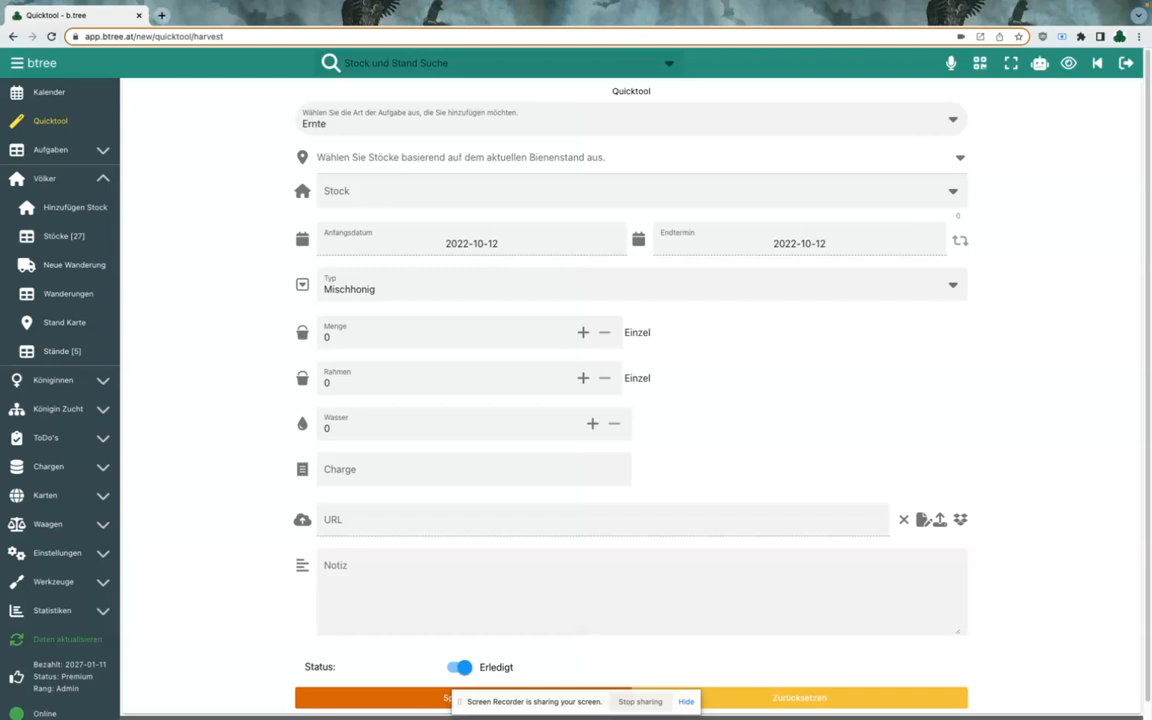 Quicktool - b.tree
app.btree.at/new/quicktool/harvest
btree
Stock und Stand Suche
Kalender
Quicktool
Aufgaben
Völker
Hinzufügen Stock
Stöcke [27]
Neue Wanderung
Wanderungen
Stand Karte
Stände [5]
Königinnen
Königin Zucht
ToDo's
Chargen
Karten
Waagen
Einstellungen
Werkzeuge
Statistiken
Daten aktualisieren
Bezahlt: 2027-01-11
Status: Premium
Rang: Admin
Online
Quicktool
Wählen Sie die Art der Aufgabe aus, die Sie hinzufügen möchten.
Ernte
Wählen Sie Stöcke basierend auf dem aktuellen Bienenstand aus.
Stock
0
Anfangsdatum
2022-10-12
Endtermin
2022-10-12
Typ
Mischhonig
Menge
0
Einzel
Rahmen
0
Einzel
Wasser
0
Charge
URL
Notiz
Status:
Erledigt
Screen Recorder is sharing your screen.
Stop sharing
Hide
Zurücksetzen